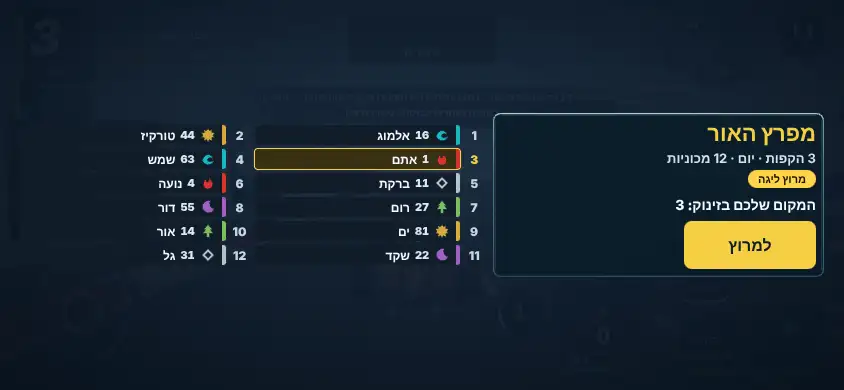 מפרץ האור
3 הקפות · יום · 12 מכוניות
מרוץ ליגה
המקום שלכם בזינוק: 3
למרוץ
1 16 אלמוג
2 44 טורקיז
3 1 אתם
4 63 שמש
5 11 ברקת
6 4 נועה
7 27 רום
8 55 דור
9 81 ים
10 14 אור
11 22 שקד
12 31 גל
3